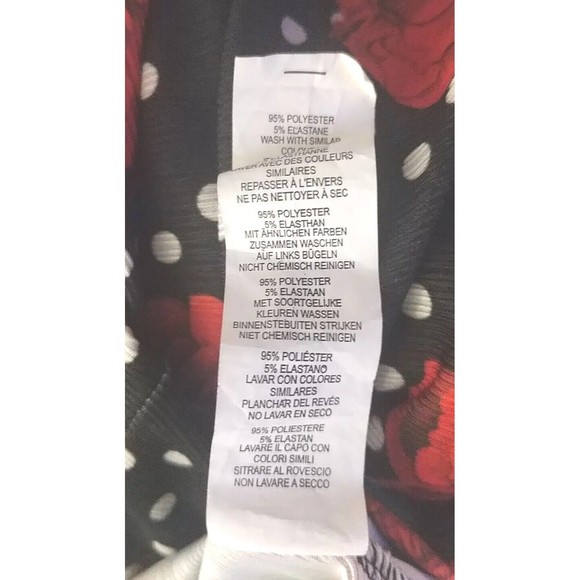 95% POLYESTER
5% ELASTANE
WASH WITH SIMILAR
AVEC DES COULEURS
SIMILAIRES
REPASSER À L'ENVERS
NE PAS NETTOYER À SEC
95% POLYESTER
5% ELASTHAN
MIT ÄHNLICHEN FARBEN
ZUSAMMEN WASCHEN
AUF LINKS BÜGELN
NICHT CHEMISCH REINIGEN
95% POLYESTER
5% ELASTAAN
MET SOORTGELIJKE
KLEUREN WASSEN
BINNENSTEBUITEN STRIJKEN
NIET CHEMISCH REINIGEN
95% POLIÉSTER
5% ELASTANO
LAVAR CON COLORES
SIMILARES
PLANCHAR DEL REVÉS
NO LAVAR EN SECO
95% POLIESTERE
5% ELASTAN
LAVARE IL CAPO CON
COLORI SIMILI
SITRARE AL ROVESCIO
NON LAVARE A SECCO